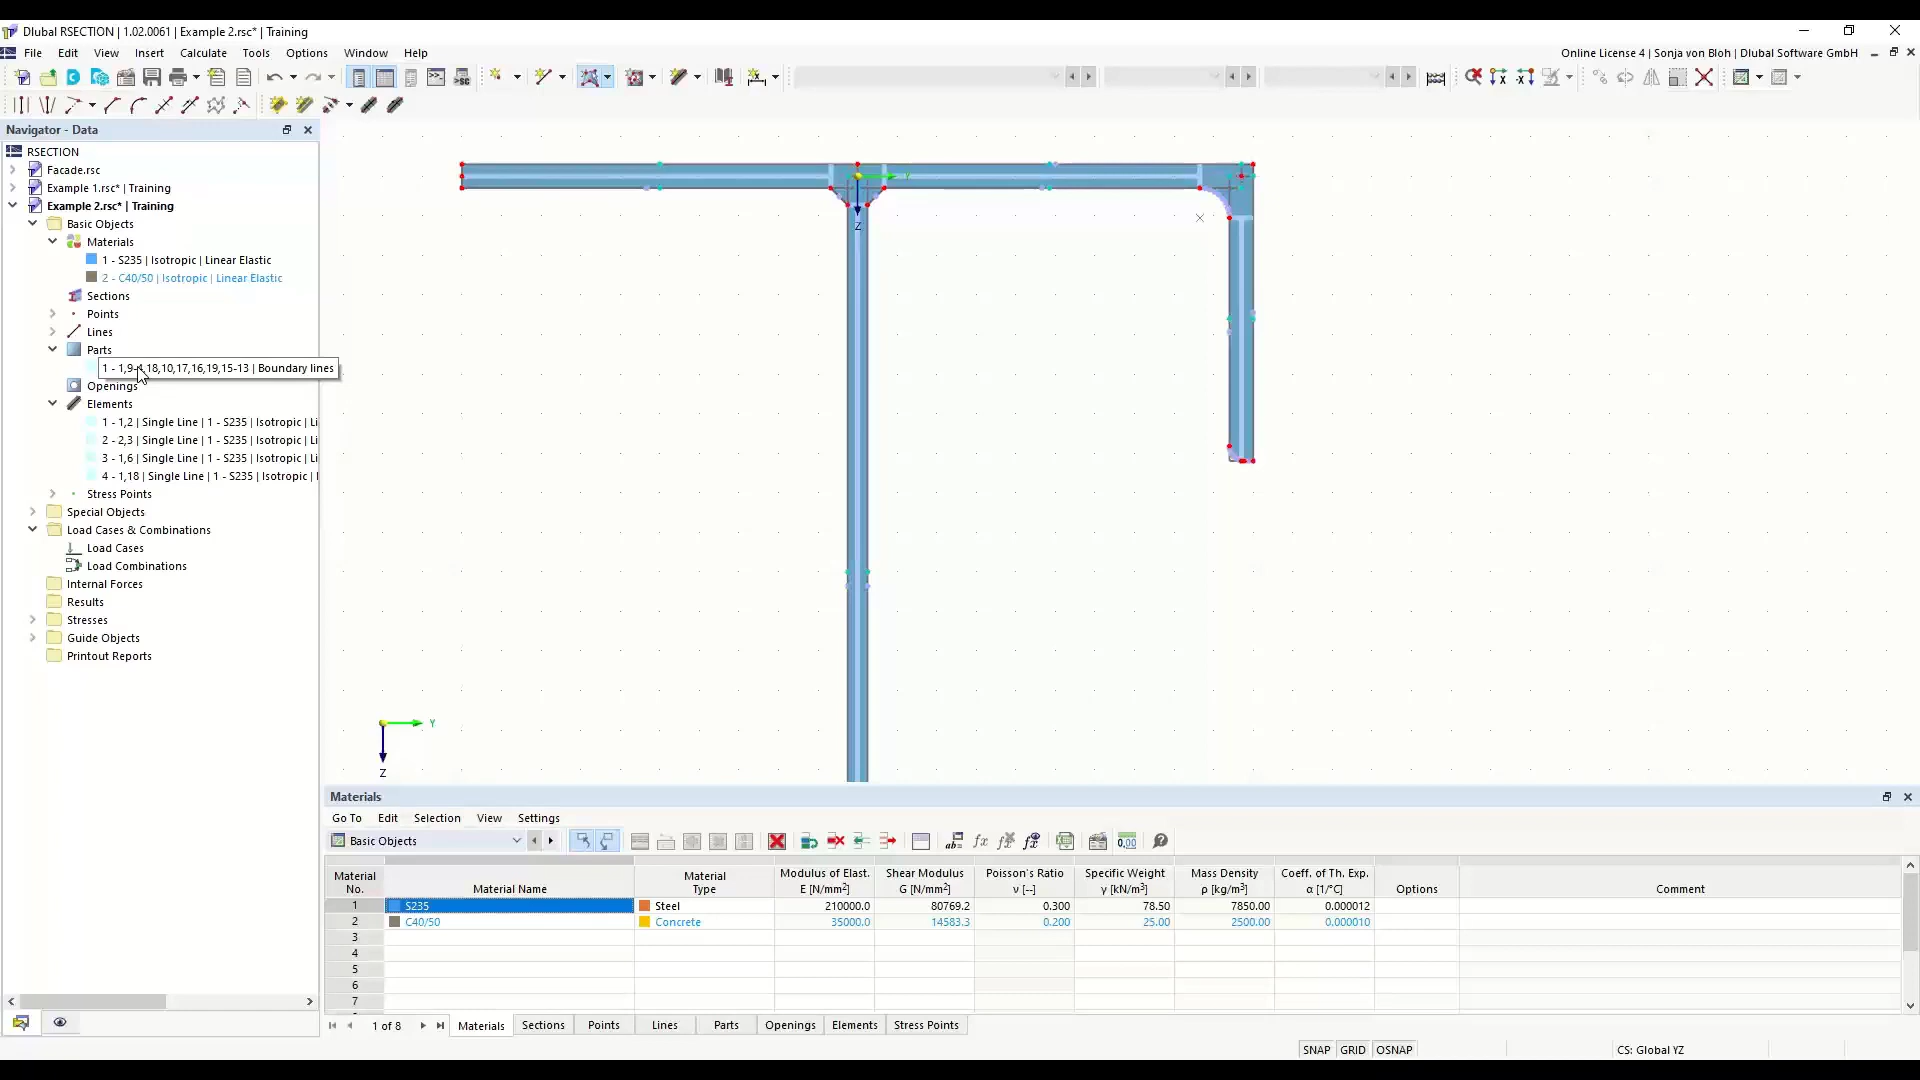 Dlubal RSECTION | 1.02.0061 | Example 2.rsc* | Training
File Edit View Insert Calculate Tools Options Window Help
Online License 4 | Sonja von Bloh | Dlubal Software GmbH
Navigator - Data
RSECTION
Facade.rsc
Example 1.rsc* | Training
Example 2.rsc* | Training
Basic Objects
Materials
1 - S235 | Isotropic | Linear Elastic
2 - C40/50 | Isotropic | Linear Elastic
Sections
Points
Lines
Parts
1 - 1,9-4,18,10,17,16,19,15-13 | Boundary lines
Openings
Elements
1 - 1,2 | Single Line | 1 - S235 | Isotropic | Li
2 - 2,3 | Single Line | 1 - S235 | Isotropic | Li
3 - 1,6 | Single Line | 1 - S235 | Isotropic | Li
4 - 1,18 | Single Line | 1 - S235 | Isotropic |
Stress Points
Special Objects
Load Cases & Combinations
Load Cases
Load Combinations
Internal Forces
Results
Stresses
Guide Objects
Printout Reports
Y
Z
Y
Z
Materials
Go To Edit Selection View Settings
Basic Objects
Material No. Material Name Material Type Modulus of Elast. E [N/mm²] Shear Modulus G [N/mm²] Poisson's Ratio ν [--] Specific Weight γ [kN/m³] Mass Density ρ [kg/m³] Coeff. of Th. Exp. α [1/°C] Options Comment
1 S235 Steel 210000.0 80769.2 0.300 78.50 7850.00 0.000012
2 C40/50 Concrete 35000.0 14583.3 0.200 25.00 2500.00 0.000010
3
4
5
6
7
1 of 8 Materials Sections Points Lines Parts Openings Elements Stress Points
SNAP GRID OSNAP CS: Global YZ